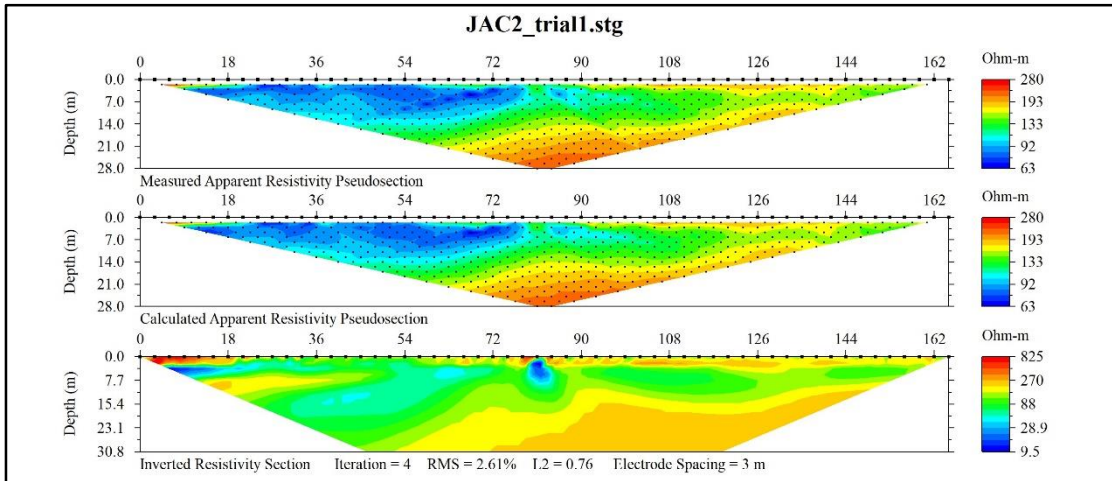 JAC2_trial1.stg
0 18 36 54 72 90 108 126 144 162 Ohm-m
0.0 280
7.0 193
14.0 133
21.0 92
28.0 63
Depth (m)
Measured Apparent Resistivity Pseudosection
0 18 36 54 72 90 108 126 144 162 Ohm-m
0.0 280
7.0 193
14.0 133
21.0 92
28.0 63
Depth (m)
Calculated Apparent Resistivity Pseudosection
0 18 36 54 72 90 108 126 144 162 Ohm-m
0.0 825
7.7 270
15.4 88
23.1 28.9
30.8 9.5
Depth (m)
Inverted Resistivity Section Iteration = 4 RMS = 2.61% L2 = 0.76 Electrode Spacing = 3 m